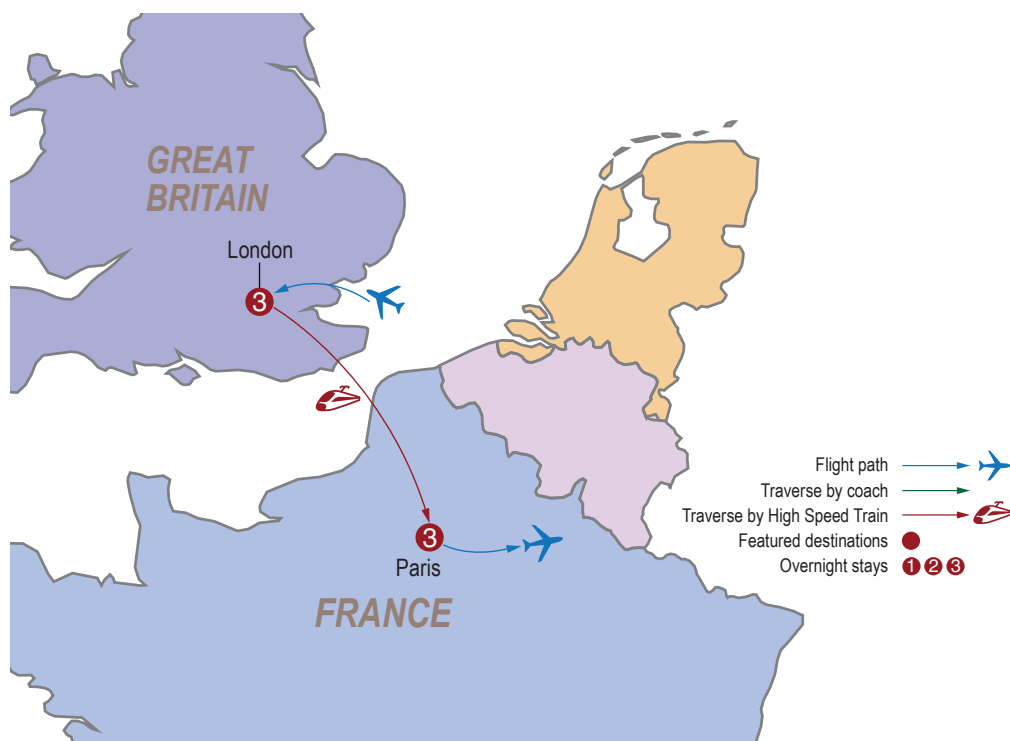 GREAT
BRITAIN
London
3
3
Paris
FRANCE
Flight path
Traverse by coach
Traverse by High Speed Train
Featured destinations
Overnight stays 1 2 3